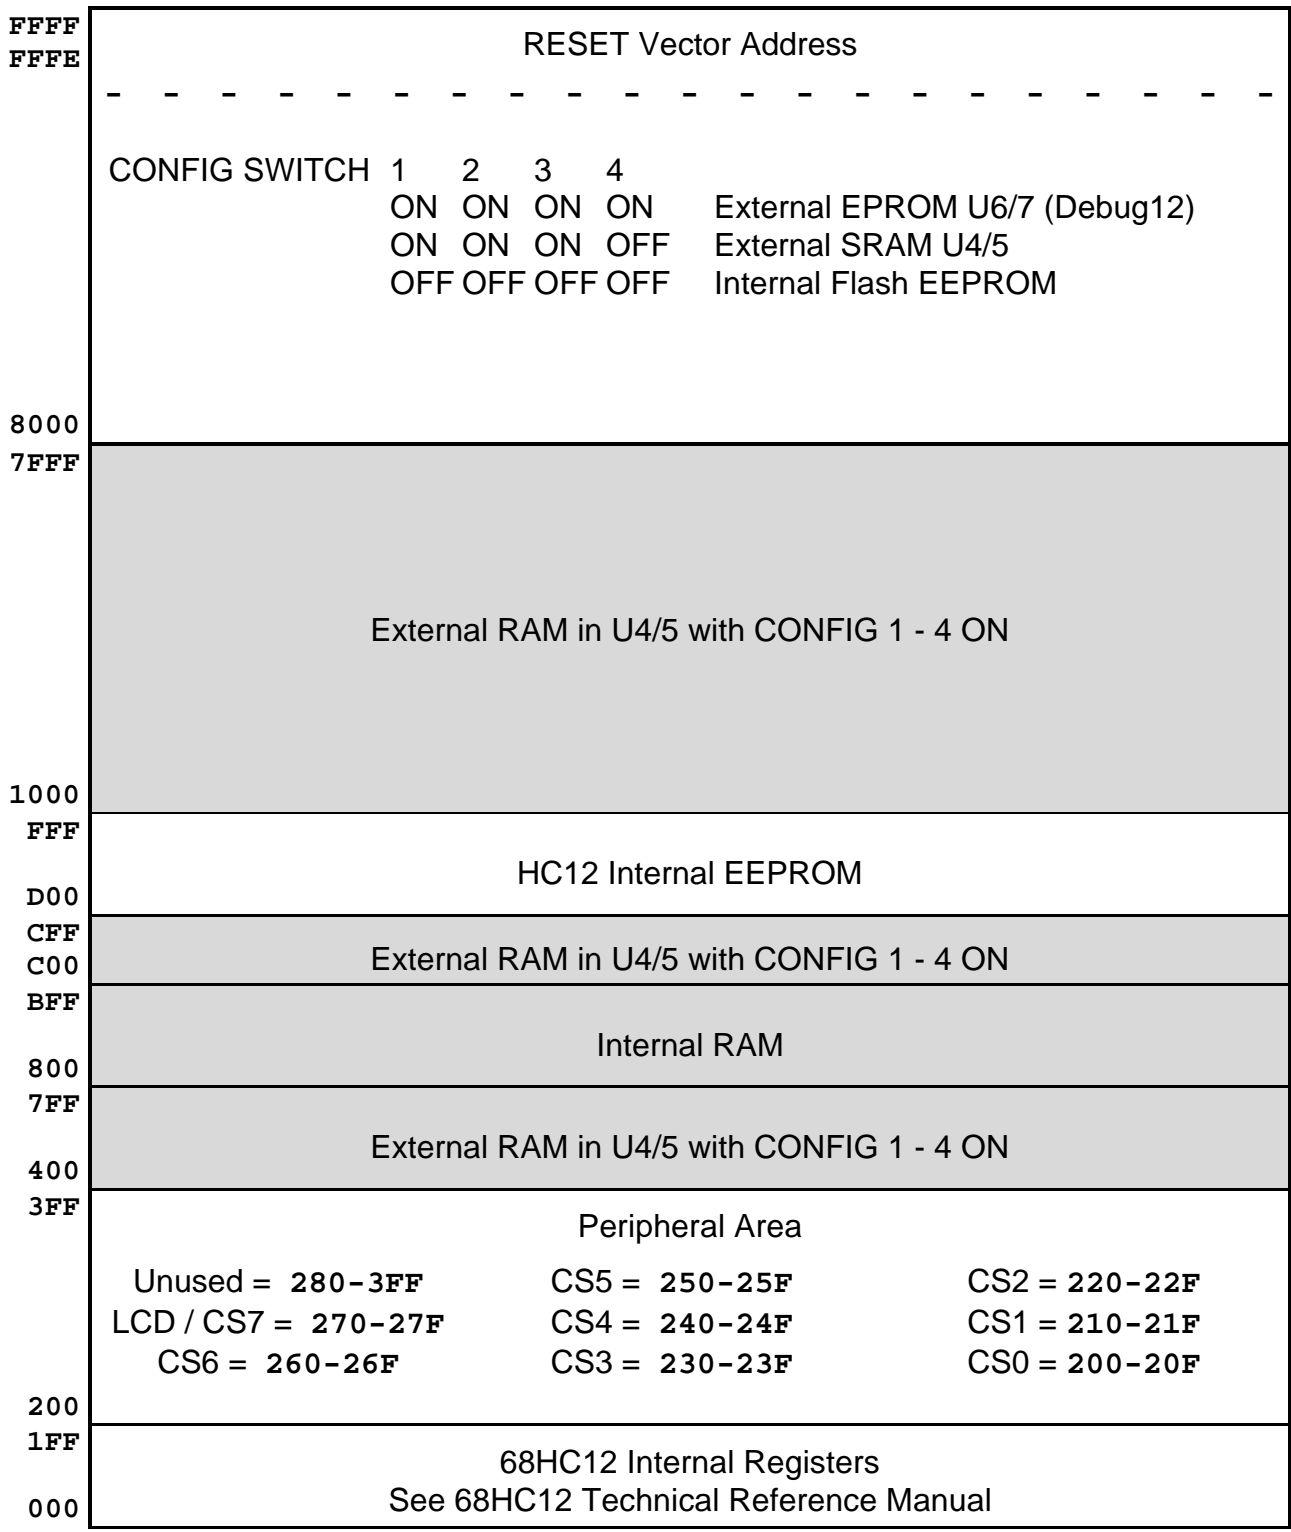 FFFF
FFFE
RESET Vector Address
- - - - - - - - - - - - - - - - - - - - -
CONFIG SWITCH 1 2 3 4
ON ON ON ON External EPROM U6/7 (Debug12)
ON ON ON OFF External SRAM U4/5
OFF OFF OFF OFF Internal Flash EEPROM
8000
7FFF
External RAM in U4/5 with CONFIG 1 - 4 ON
1000
FFF
HC12 Internal EEPROM
D00
CFF
External RAM in U4/5 with CONFIG 1 - 4 ON
C00
BFF
Internal RAM
800
7FF
External RAM in U4/5 with CONFIG 1 - 4 ON
400
3FF
Peripheral Area
Unused = 280-3FF CS5 = 250-25F CS2 = 220-22F
LCD / CS7 = 270-27F CS4 = 240-24F CS1 = 210-21F
CS6 = 260-26F CS3 = 230-23F CS0 = 200-20F
200
1FF
68HC12 Internal Registers
See 68HC12 Technical Reference Manual
000